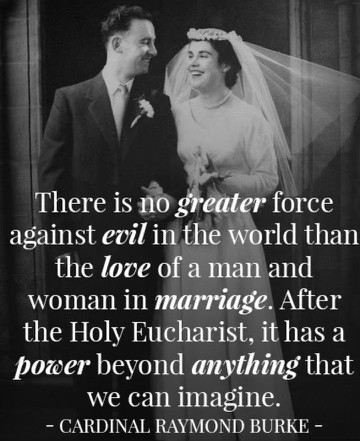 There is no greater force
against evil in the world than
the love of a man and
woman in marriage. After
the Holy Eucharist, it has a
power beyond anything that
we can imagine.
- CARDINAL RAYMOND BURKE -